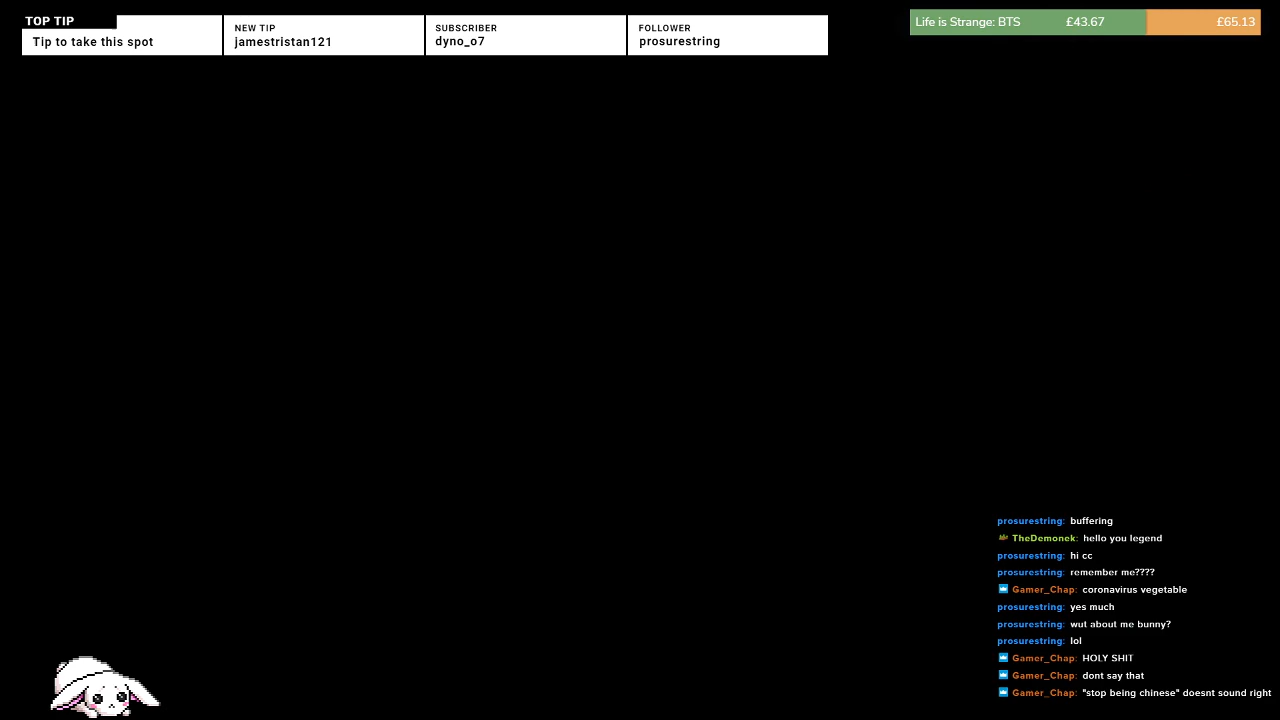 TOP TIP
Tip to take this spot
NEW TIP
jamestristan121
SUBSCRIBER
dyno_o7
FOLLOWER
prosurestring
Life is Strange: BTS £43.67 £65.13
prosurestring: buffering
TheDemonek: hello you legend
prosurestring: hi cc
prosurestring: remember me????
Gamer_Chap: coronavirus vegetable
prosurestring: yes much
prosurestring: wut about me bunny?
prosurestring: lol
Gamer_Chap: HOLY SHIT
Gamer_Chap: dont say that
Gamer_Chap: "stop being chinese" doesnt sound right